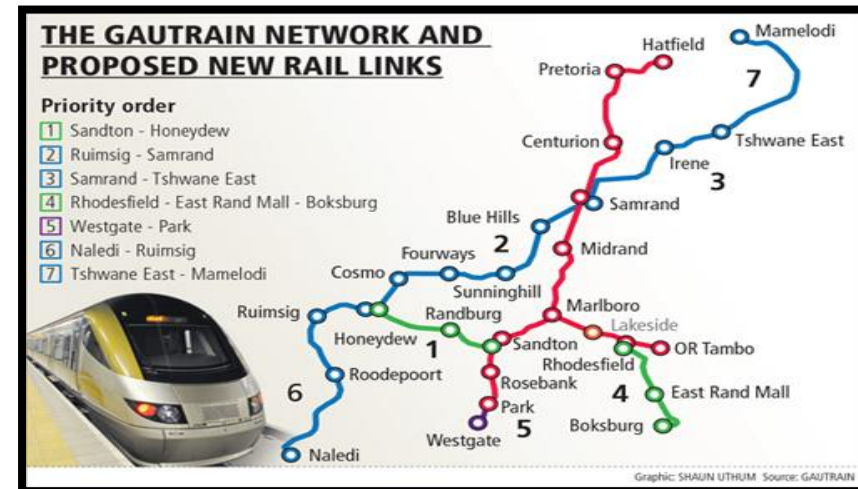 THE GAUTRAIN NETWORK AND
PROPOSED NEW RAIL LINKS
Priority order
1 Sandton - Honeydew
2 Ruimsig - Samrand
3 Samrand - Tshwane East
4 Rhodesfield - East Rand Mall - Boksburg
5 Westgate - Park
6 Naledi - Ruimsig
7 Tshwane East - Mamelodi
Mamelodi
Hatfield
Pretoria
7
Centurion
Tshwane East
Irene
3
Samrand
Blue Hills
2
Midrand
Fourways
Cosmo
Sunninghill
Marlboro
Ruimsig
Randburg
Lakeside
Honeydew
1
Sandton
OR Tambo
Rhodesfield
Roodepoort
Rosebank
6
4
East Rand Mall
Park
5
Boksburg
Westgate
Naledi
Graphic: SHAUN UTHUM Source: GAUTRAIN